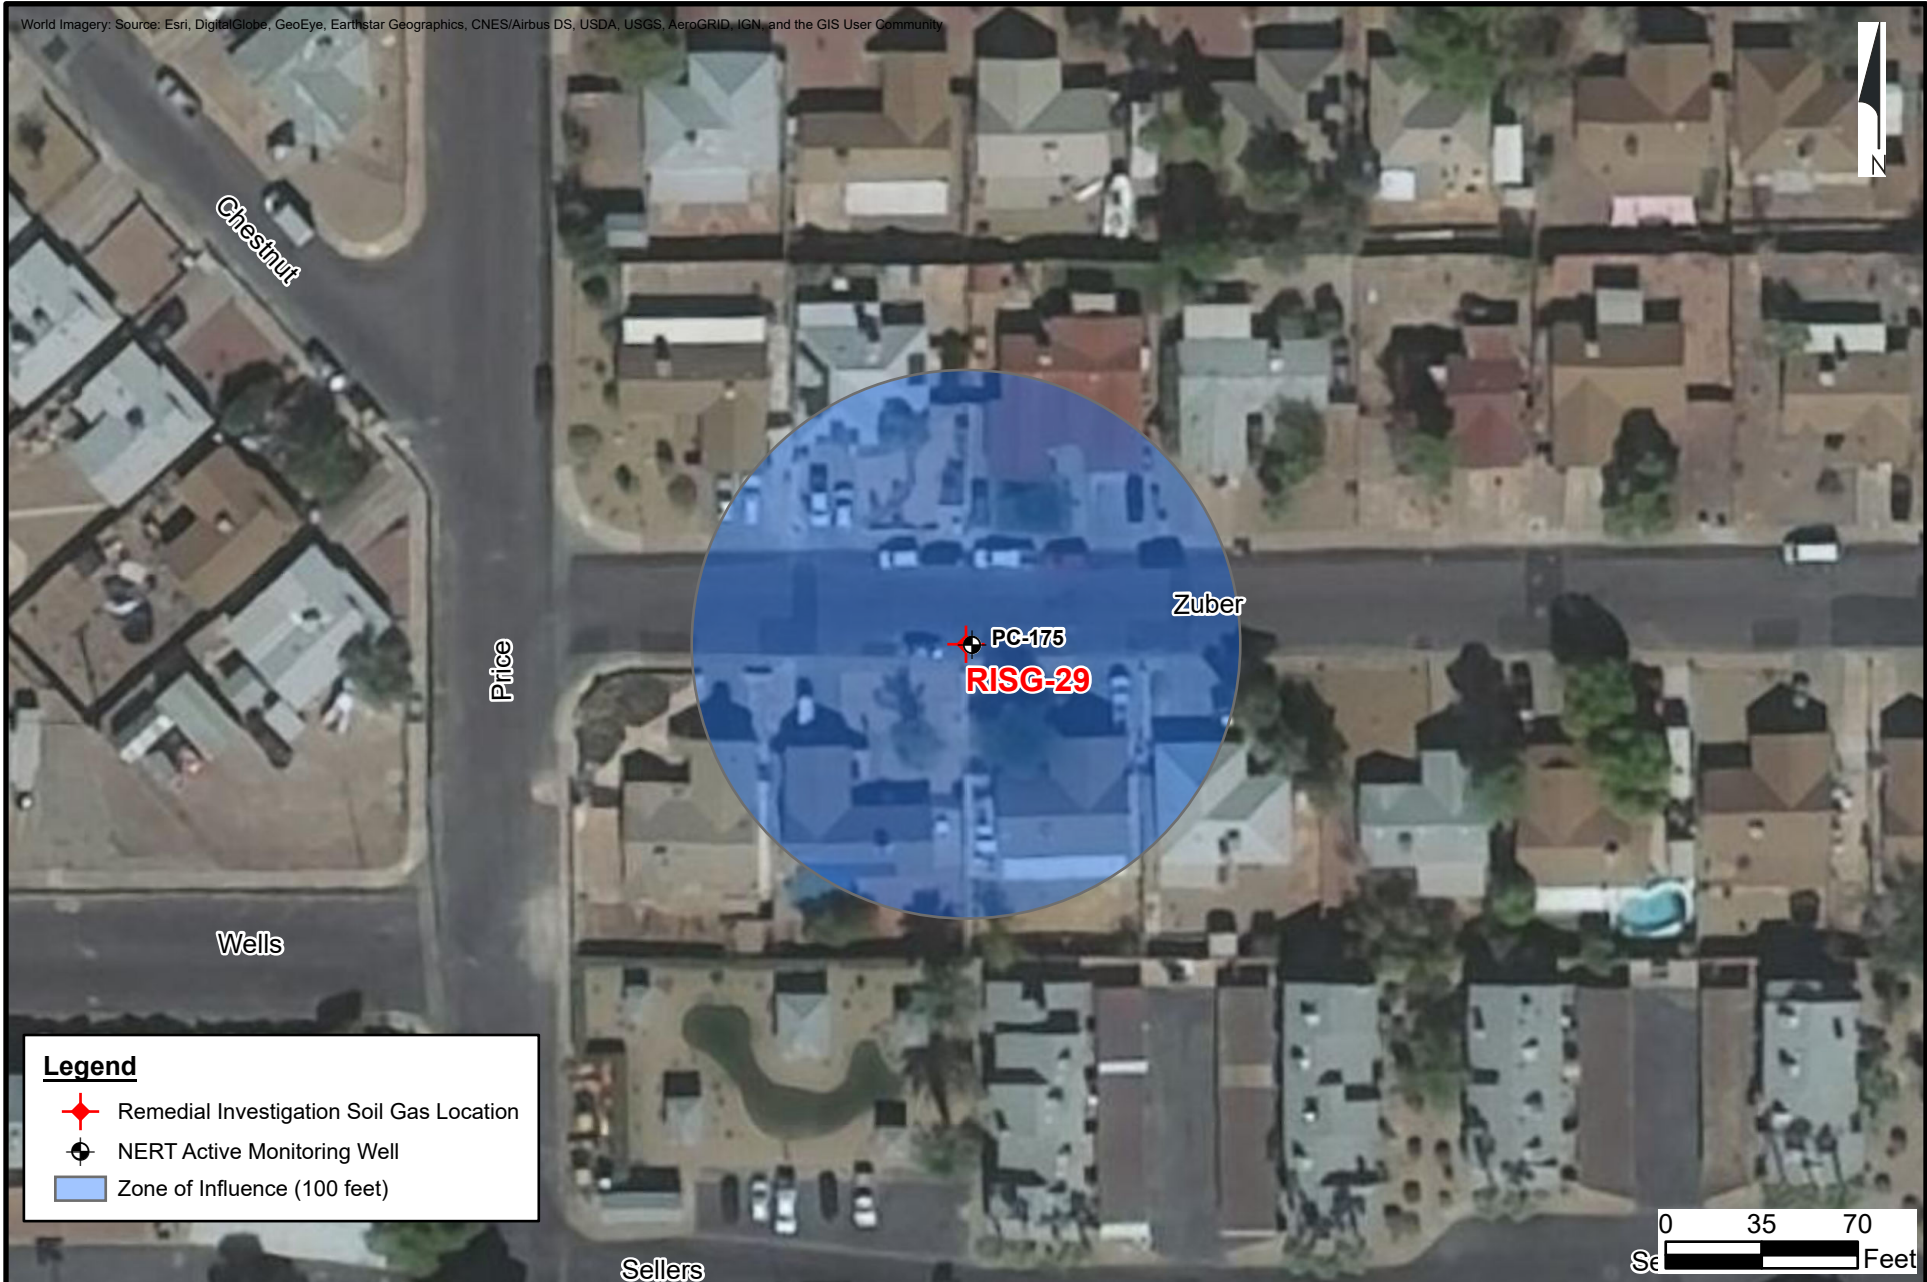 World Imagery: Source: Esri, DigitalGlobe, GeoEye, Earthstar Geographics, CNES/Airbus DS, USDA, USGS, AeroGRID, IGN, and the GIS User Community
N
Chestnut
Zuber
PC-175
RISG-29
Price
Wells
Legend
Remedial Investigation Soil Gas Location
NERT Active Monitoring Well
Zone of Influence (100 feet)
Sellers
Se
0 35 70
Feet